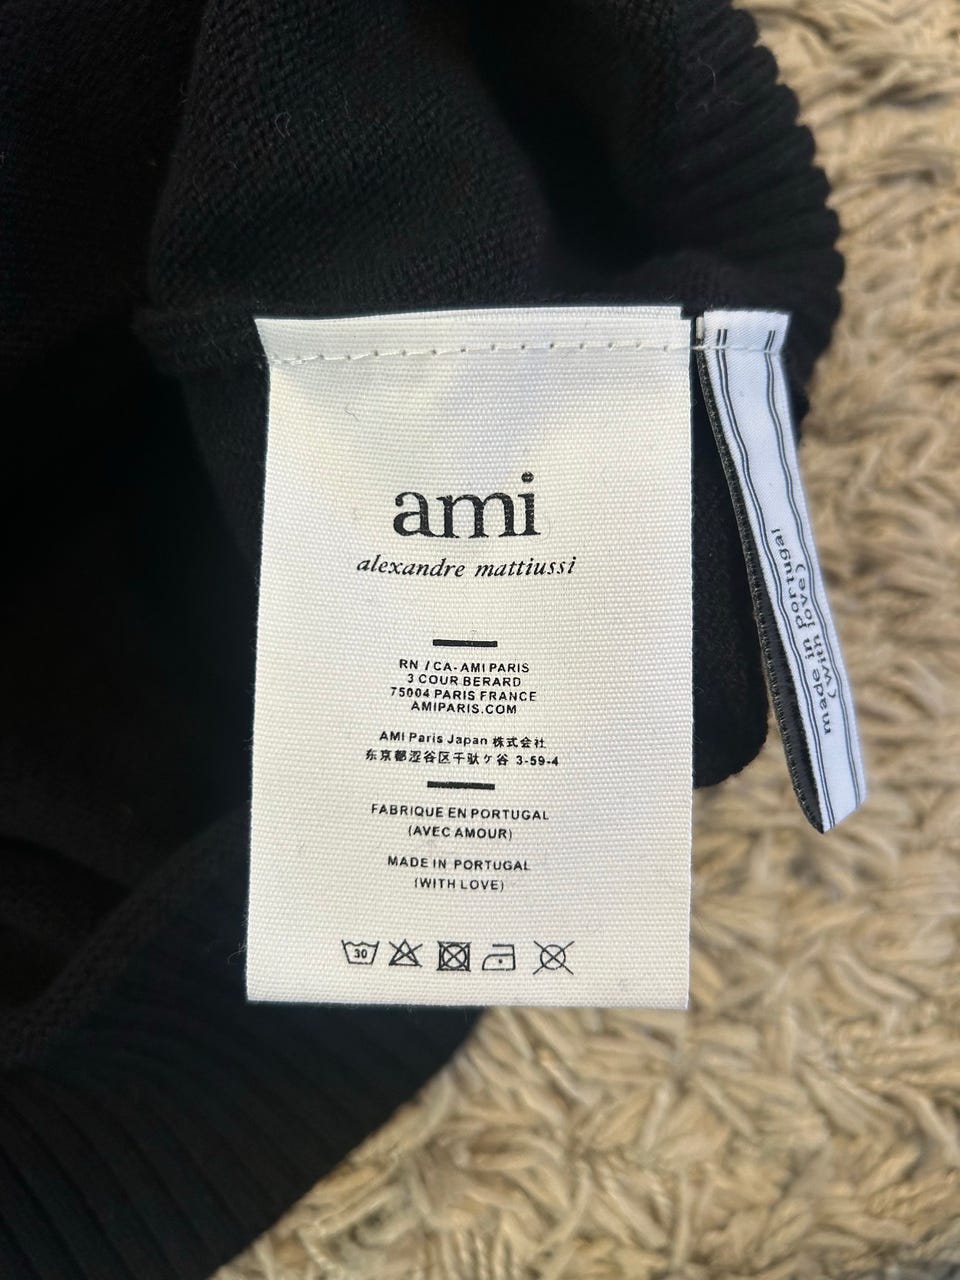 ami
alexandre mattiussi
RN / CA-AMI PARIS
3 COUR BERARD
75004 PARIS FRANCE
AMIPARIS.COM
AMI Paris Japan 株式会社
东京都涩谷区千驮ケ谷 3-59-4
FABRIQUE EN PORTUGAL
(AVEC AMOUR)
MADE IN PORTUGAL
(WITH LOVE)
30
made in portugal
(with love)